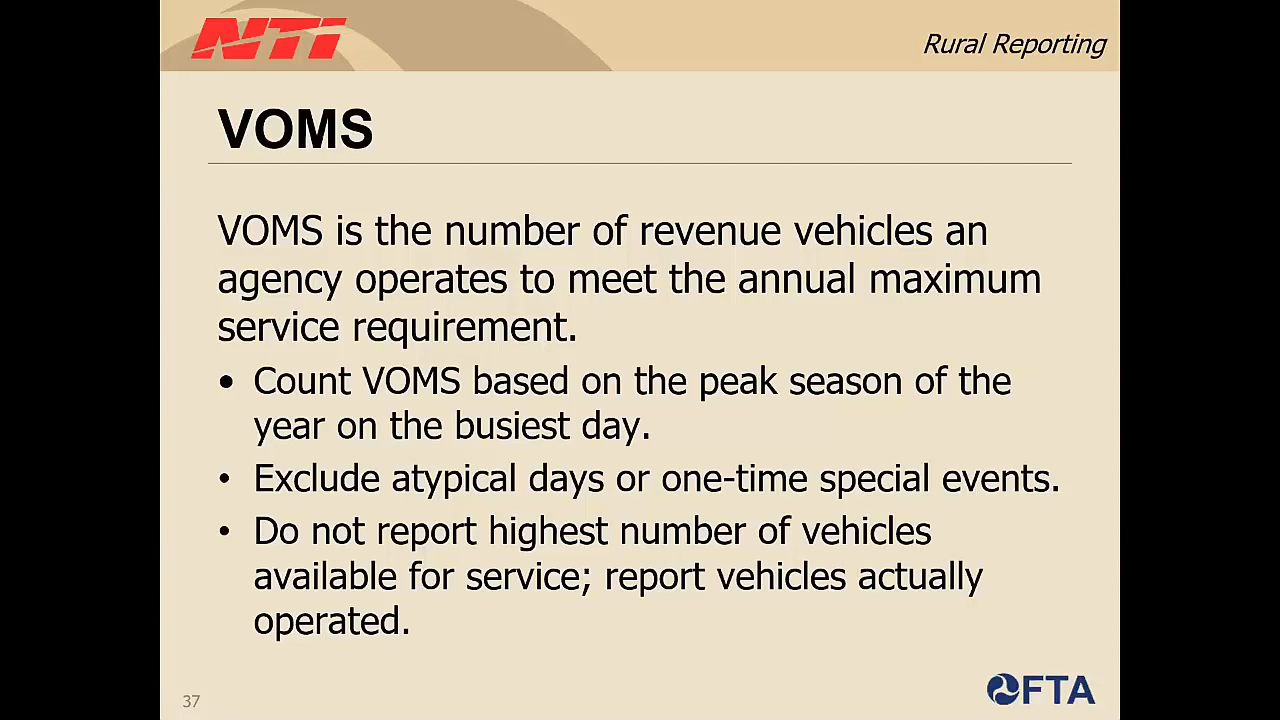 NTI
Rural Reporting
VOMS
VOMS is the number of revenue vehicles an
agency operates to meet the annual maximum
service requirement.
• Count VOMS based on the peak season of the
year on the busiest day.
• Exclude atypical days or one-time special events.
• Do not report highest number of vehicles
available for service; report vehicles actually
operated.
37
FTA